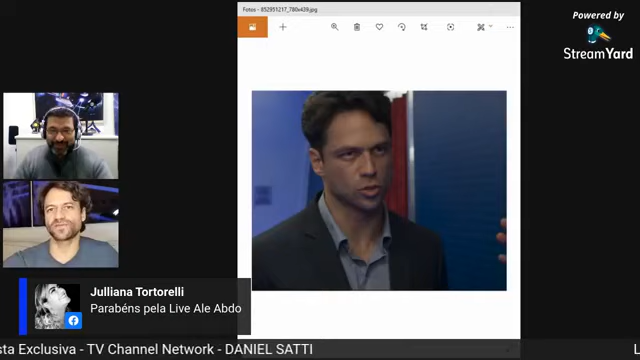 Fotos - 852951217_780x439.jpg
Powered by
StreamYard
Julliana Tortorelli
Parabéns pela Live Ale Abdo
sta Exclusiva - TV Channel Network - DANIEL SATTI
L